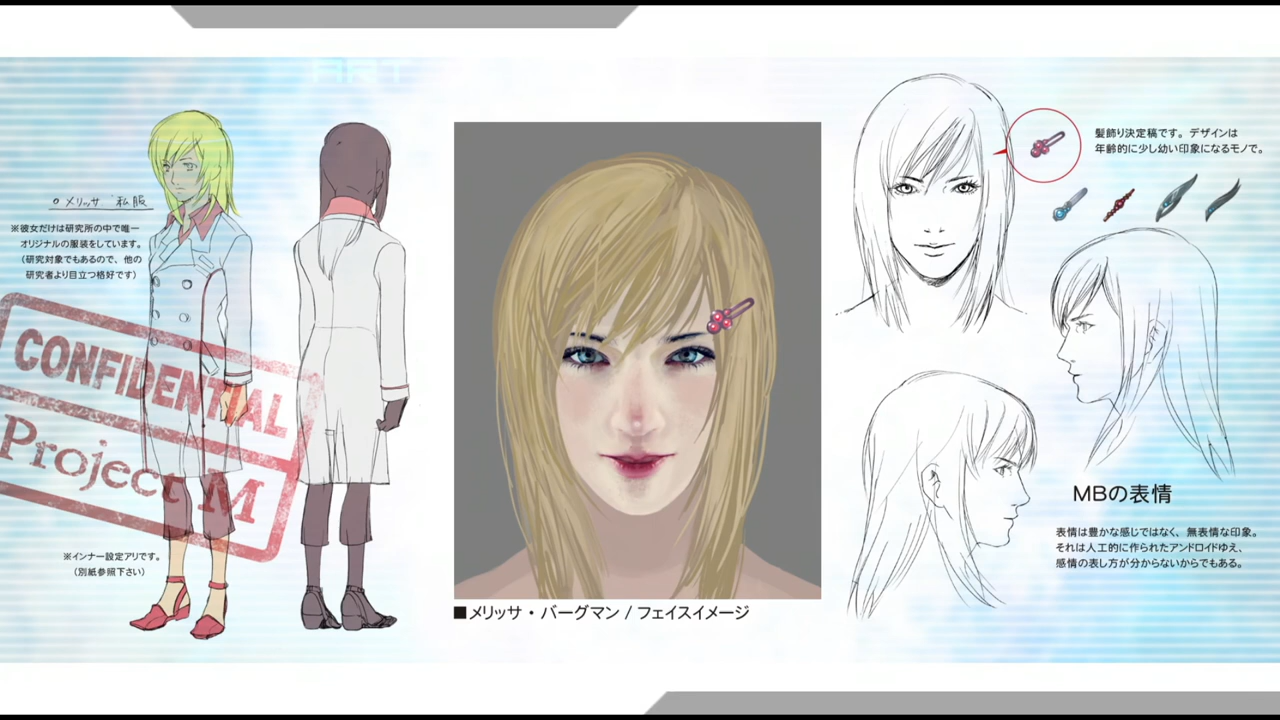 メリッサ 私服
※彼女だけは研究所の中で唯一
オリジナルの服装をしています。
(研究対象でもあるので、他の
研究者より目立つ格好です)
CONFIDENTIAL
Project M
※インナー設定アリです。
(別紙参照下さい)
■メリッサ・バーグマン / フェイスイメージ
髪飾り決定稿です。デザインは
年齢的に少し幼い印象になるモノで。
MBの表情
表情は豊かな感じではなく、無表情な印象。
それは人工的に作られたアンドロイドゆえ、
感情の表し方が分からないからでもある。